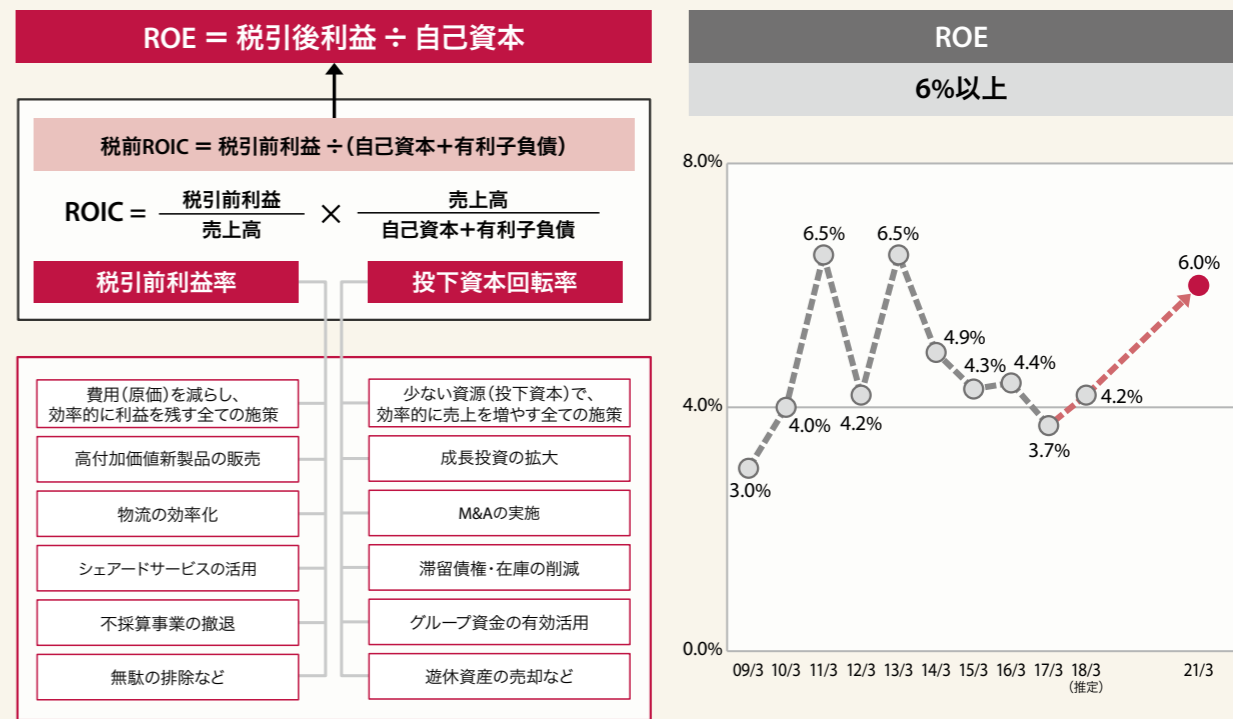 ROE = 税引後利益 ÷ 自己資本
税前ROIC = 税引前利益 ÷(自己資本+有利子負債)
ROIC = 税引前利益 / 売上高 × 売上高 / 自己資本+有利子負債
税引前利益率
投下資本回転率
費用(原価)を減らし、
効率的に利益を残す全ての施策
高付加価値新製品の販売
物流の効率化
シェアードサービスの活用
不採算事業の撤退
無駄の排除など
少ない資源(投下資本)で、
効率的に売上を増やす全ての施策
成長投資の拡大
M&Aの実施
滞留債権・在庫の削減
グループ資金の有効活用
遊休資産の売却など
ROE
6%以上
8.0%
4.0%
0.0%
3.0%
4.0%
6.5%
4.2%
6.5%
4.9%
4.3%
4.4%
3.7%
4.2%
6.0%
09/3 10/3 11/3 12/3 13/3 14/3 15/3 16/3 17/3 18/3 21/3
(推定)